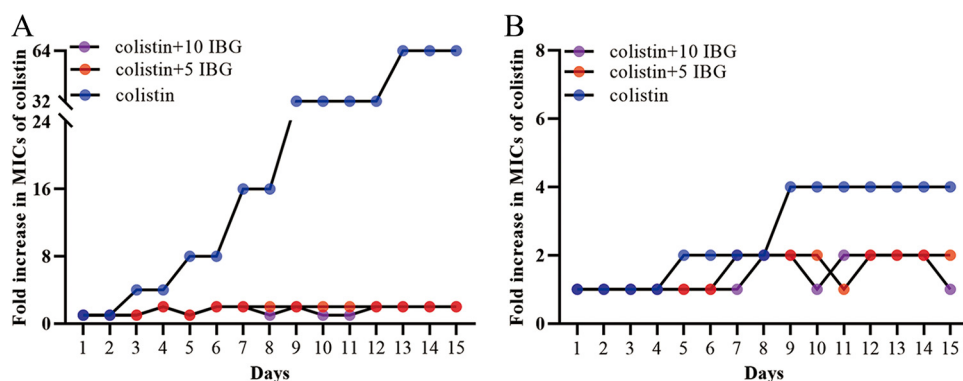 A
Fold increase in MICs of colistin
64
32
24
16
8
0
colistin+10 IBG
colistin+5 IBG
colistin
1 2 3 4 5 6 7 8 9 10 11 12 13 14 15
Days
B
Fold increase in MICs of colistin
8
6
4
2
0
colistin+10 IBG
colistin+5 IBG
colistin
1 2 3 4 5 6 7 8 9 10 11 12 13 14 15
Days